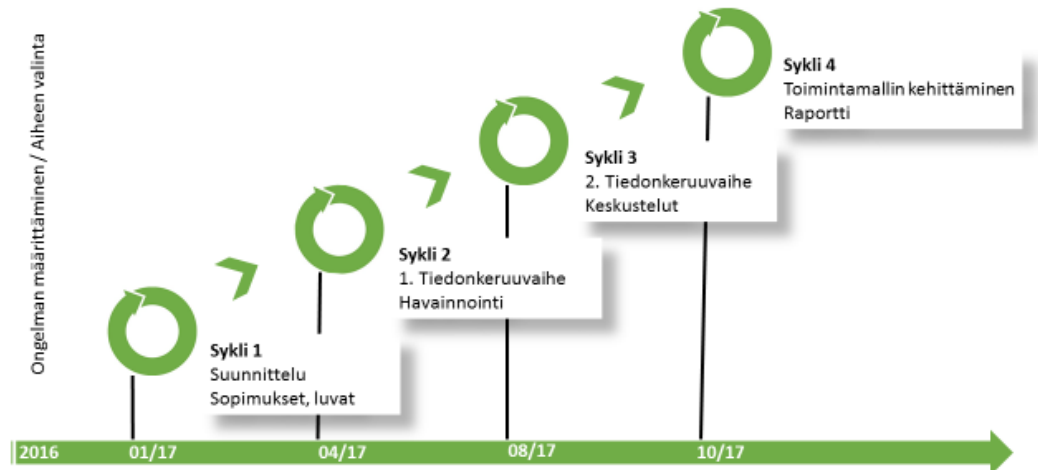 Ongelman määrittäminen / Aiheen valinta
Sykli 1
Suunnittelu
Sopimukset, luvat
Sykli 2
1. Tiedonkeruuvaihe
Havainnointi
Sykli 3
2. Tiedonkeruuvaihe
Keskustelut
Sykli 4
Toimintamallin kehittäminen
Raportti
2016
01/17
04/17
08/17
10/17